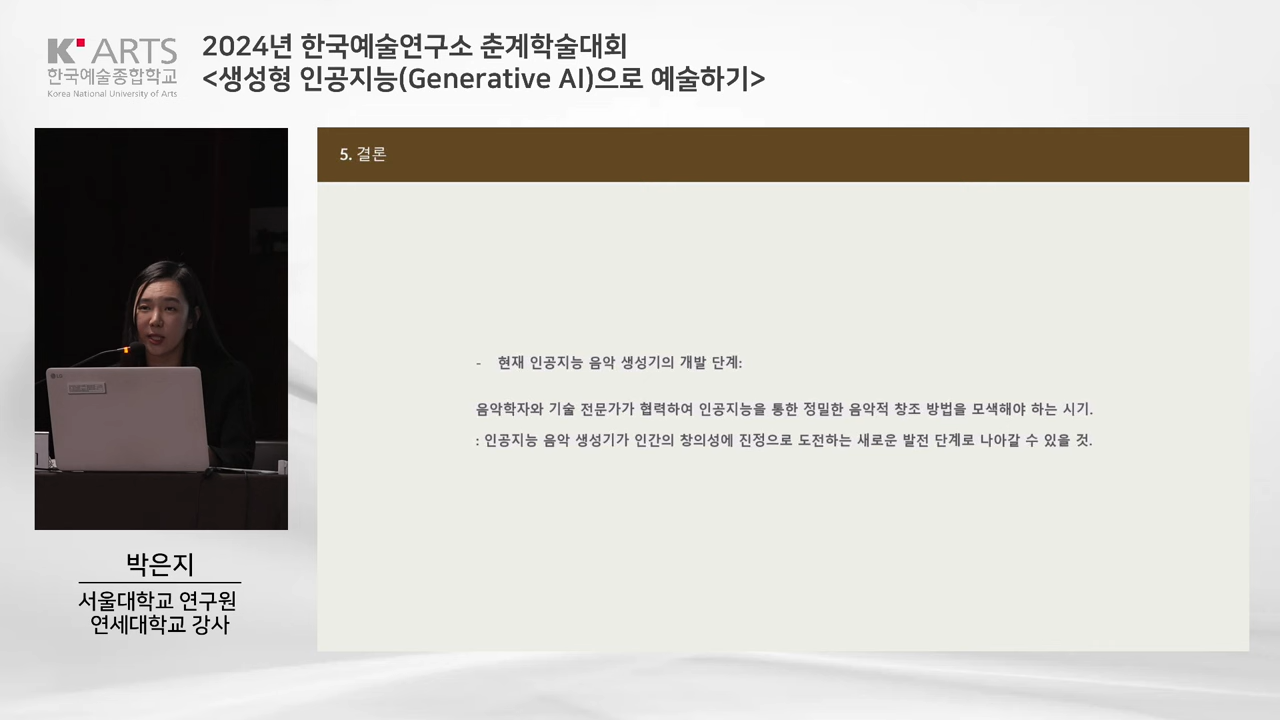 K ARTS
한국예술종합학교
Korea National University of Arts
2024년 한국예술연구소 춘계학술대회
<생성형 인공지능(Generative AI)으로 예술하기>
5. 결론
- 현재 인공지능 음악 생성기의 개발 단계:
음악학자와 기술 전문가가 협력하여 인공지능을 통한 정밀한 음악적 창조 방법을 모색해야 하는 시기.
: 인공지능 음악 생성기가 인간의 창의성에 진정으로 도전하는 새로운 발전 단계로 나아갈 수 있을 것.
박은지
서울대학교 연구원
연세대학교 강사